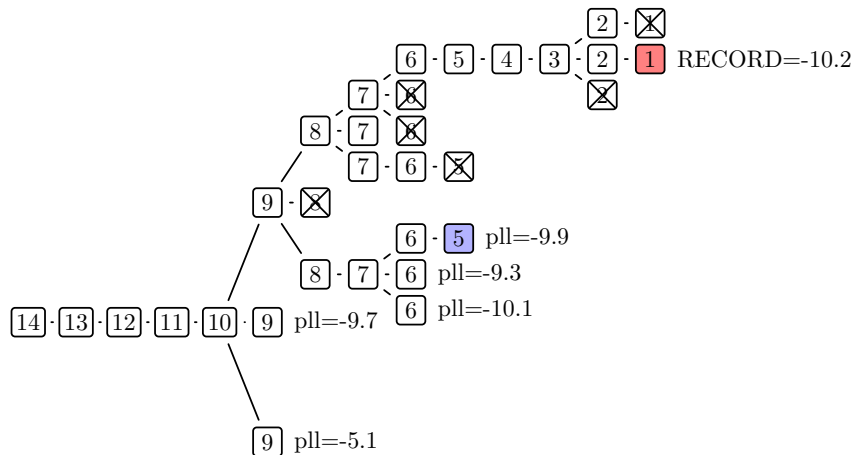 2 1
6 5 4 3 2 1 RECORD=-10.2
7 6 2
8 7 6
7 6 5
9 8
6 5 pll=-9.9
8 7 6 pll=-9.3
6 pll=-10.1
14 13 12 11 10 9 pll=-9.7
9 pll=-5.1